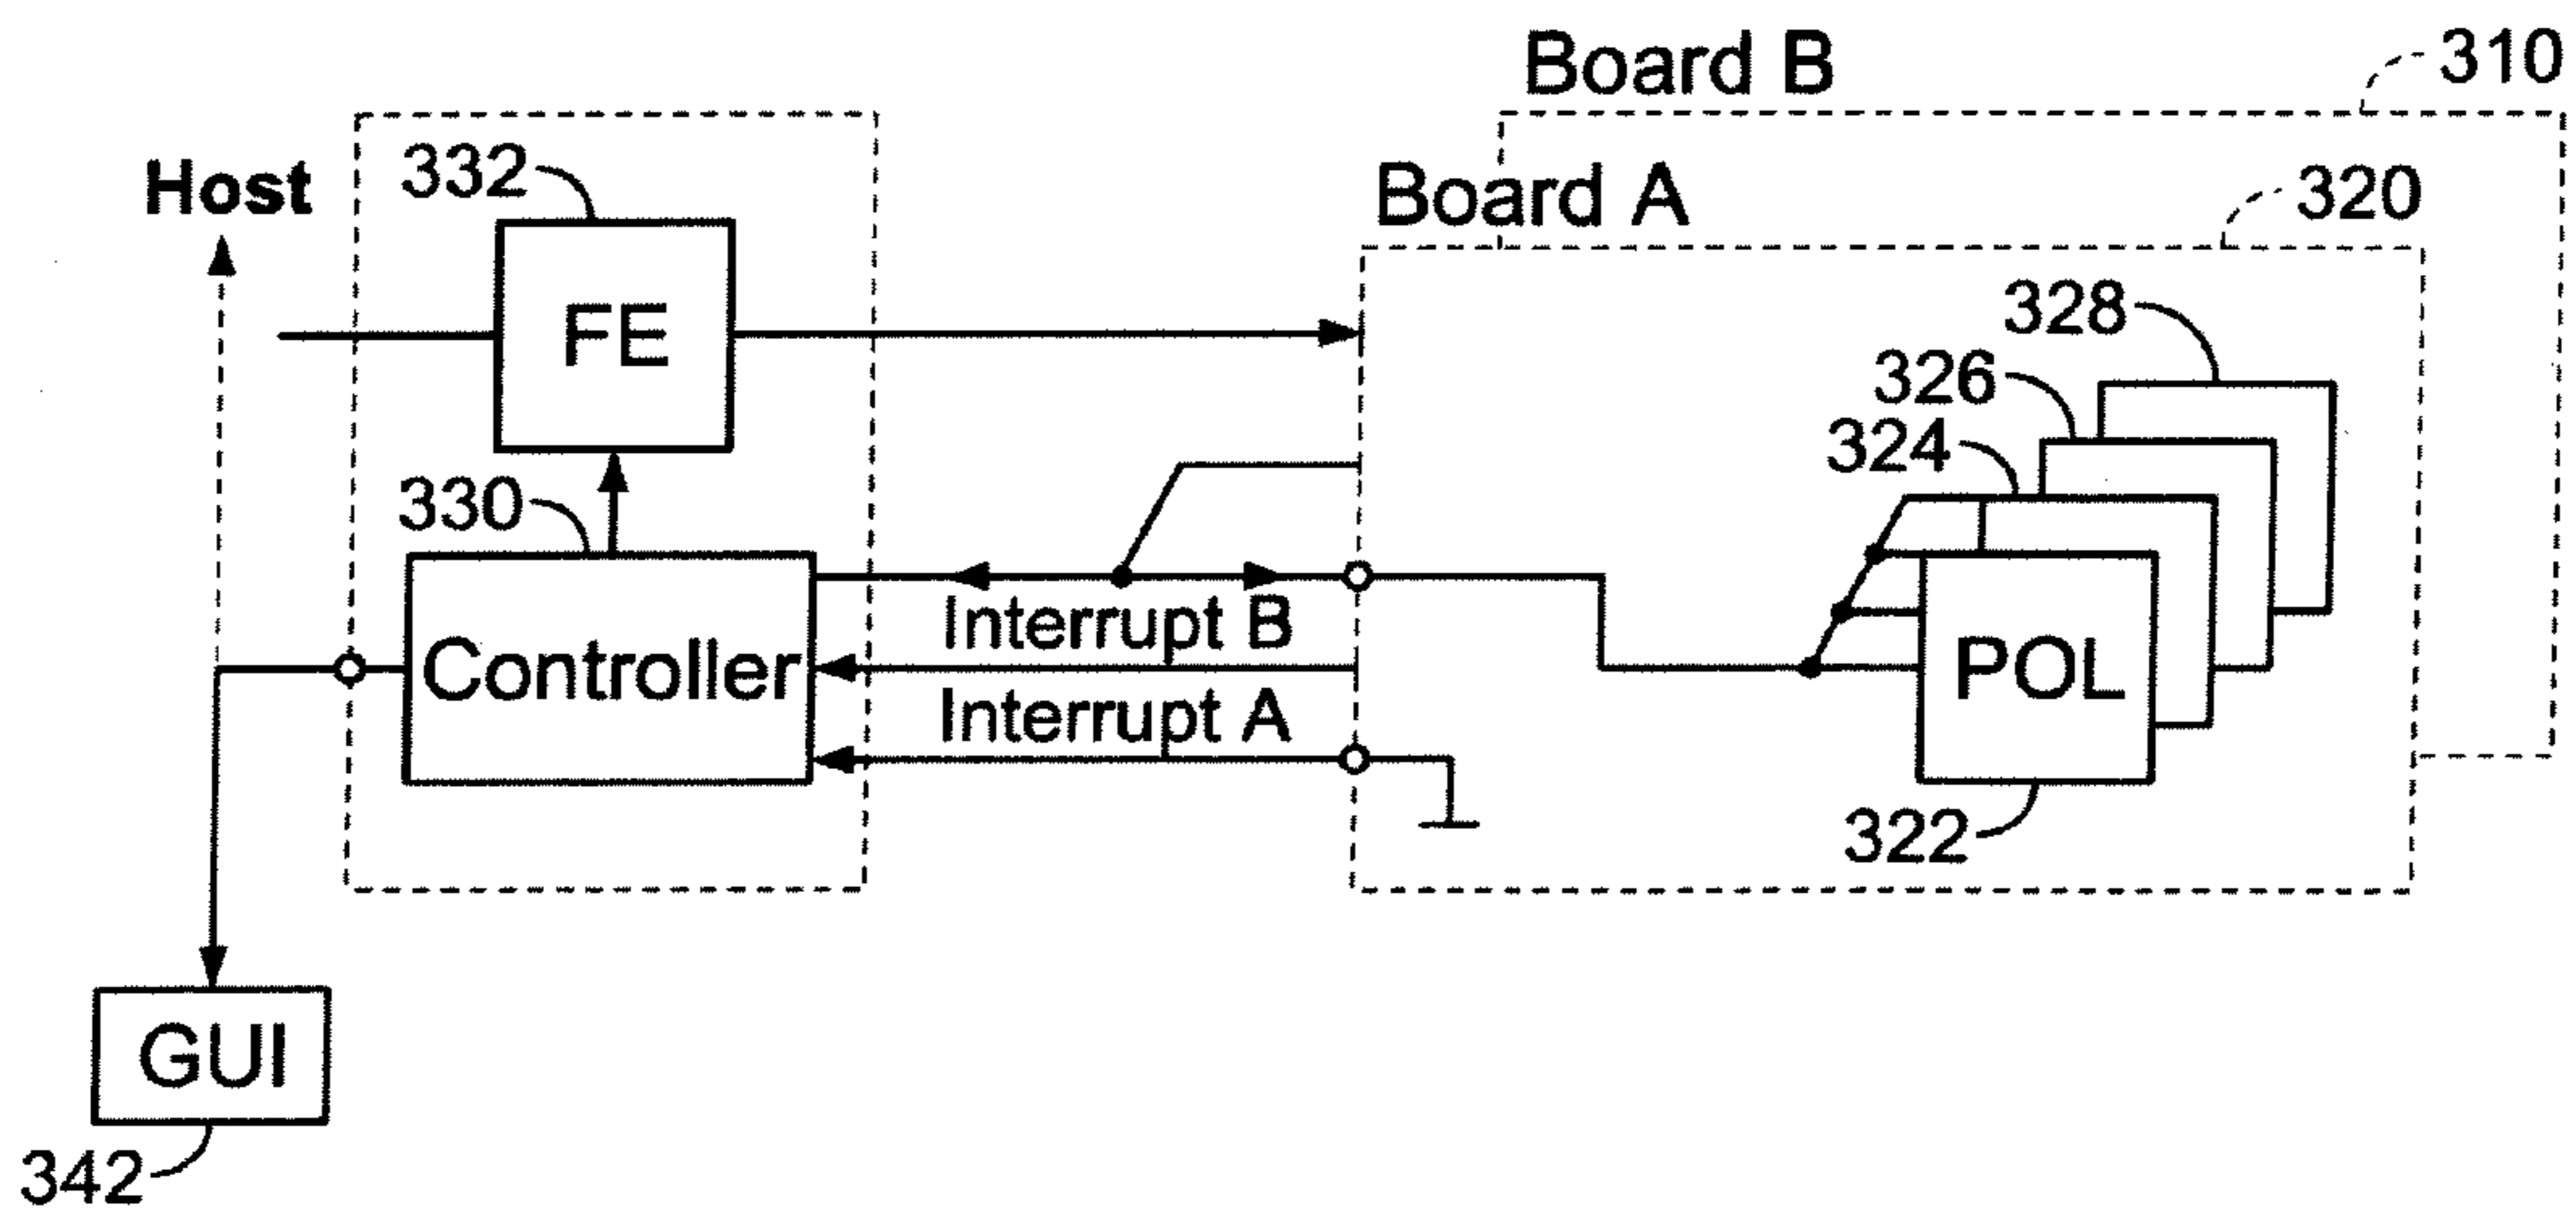 Board B
310
Board A
320
Host
332
FE
328
326
324
330
Controller
Interrupt B
Interrupt A
POL
322
GUI
342